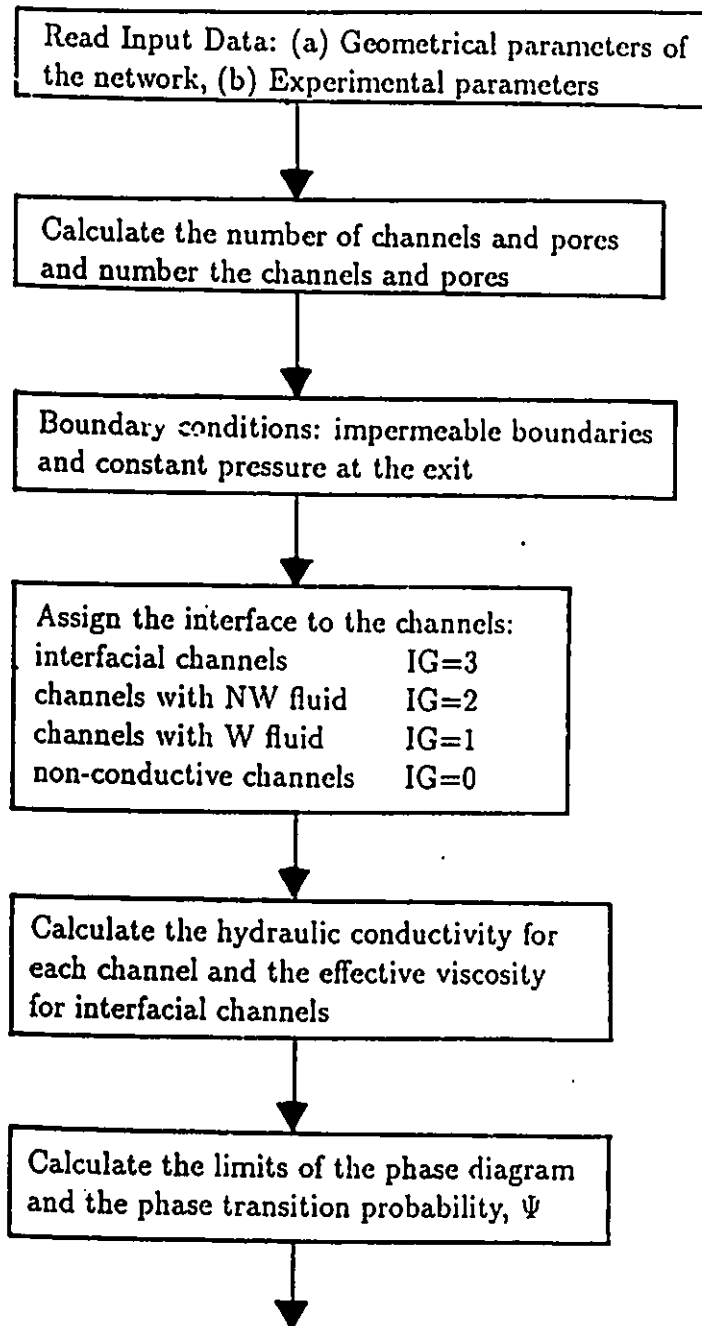 Read Input Data: (a) Geometrical parameters of
the network, (b) Experimental parameters
Calculate the number of channels and pores
and number the channels and pores
Boundary conditions: impermeable boundaries
and constant pressure at the exit
Assign the interface to the channels:
interfacial channels IG=3
channels with NW fluid IG=2
channels with W fluid IG=1
non-conductive channels IG=0
Calculate the hydraulic conductivity for
each channel and the effective viscosity
for interfacial channels
Calculate the limits of the phase diagram
and the phase transition probability, Ψ